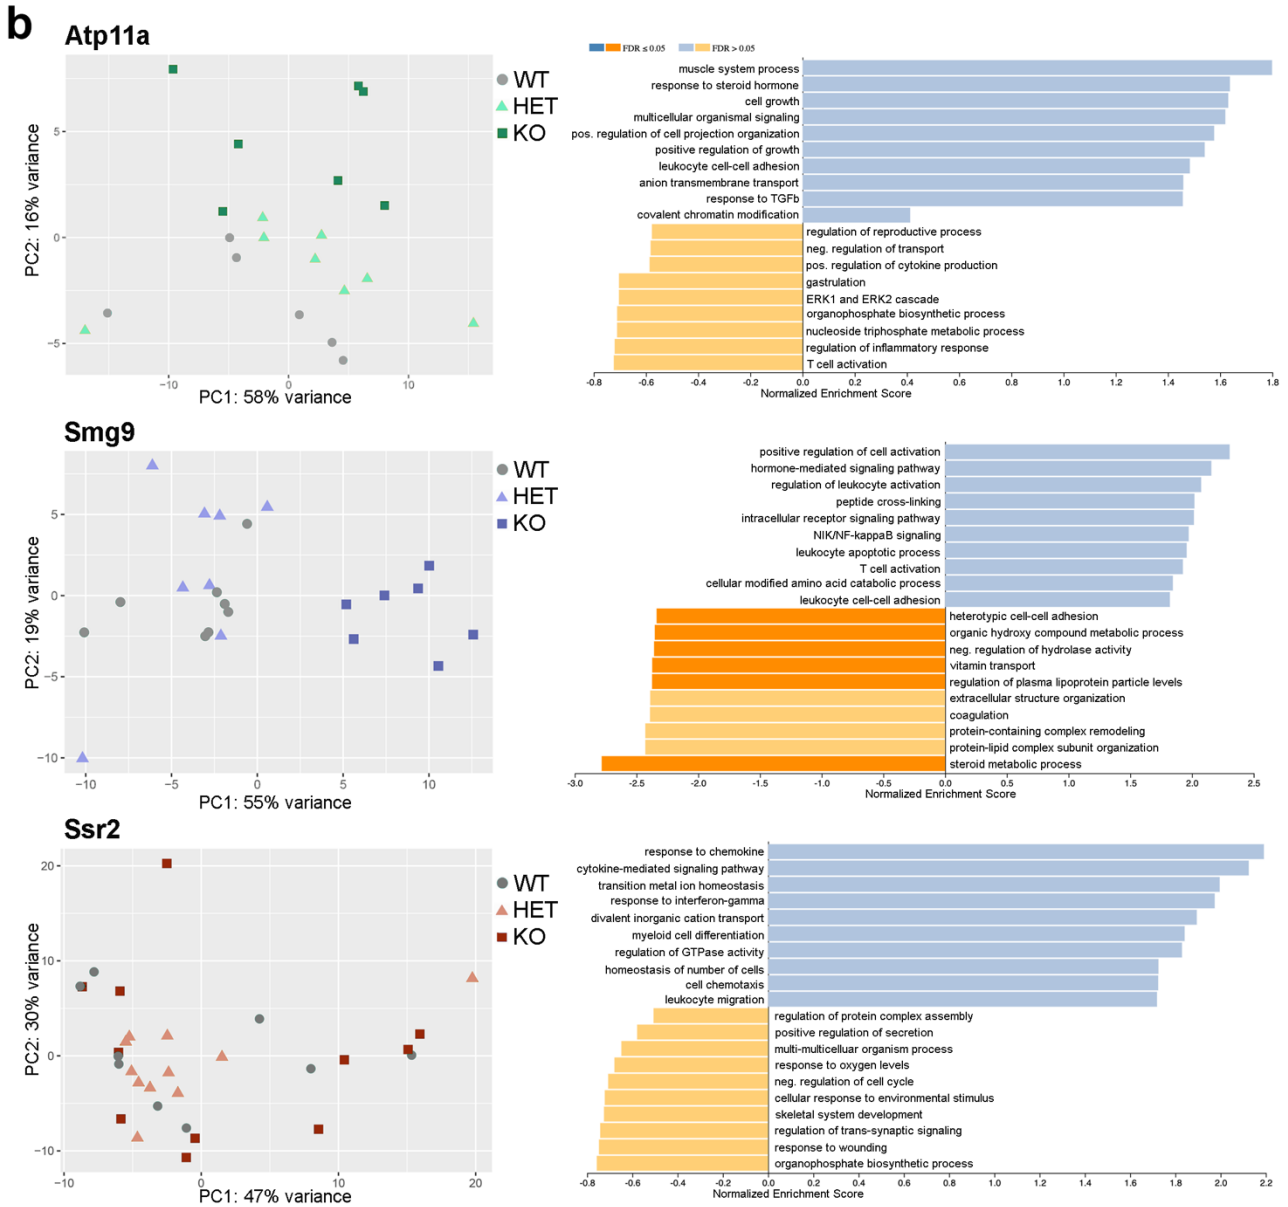 b
Atp11a
WT
HET
KO
5
0
−5
−10
0
10
PC2: 16% variance
PC1: 58% variance
FDR ≤ 0.05
FDR > 0.05
muscle system process
response to steroid hormone
cell growth
multicellular organismal signaling
pos. regulation of cell projection organization
positive regulation of growth
leukocyte cell-cell adhesion
anion transmembrane transport
response to TGFb
covalent chromatin modification
regulation of reproductive process
neg. regulation of transport
pos. regulation of cytokine production
gastrulation
ERK1 and ERK2 cascade
organophosphate biosynthetic process
nucleoside triphosphate metabolic process
regulation of inflammatory response
T cell activation
-0.8 -0.6 -0.4 -0.2 0.0 0.2 0.4 0.6 0.8 1.0 1.2 1.4 1.6 1.8
Normalized Enrichment Score
Smg9
WT
HET
KO
5
0
−5
−10
−10 −5 0 5 10
PC2: 19% variance
PC1: 55% variance
positive regulation of cell activation
hormone-mediated signaling pathway
regulation of leukocyte activation
peptide cross-linking
intracellular receptor signaling pathway
NIK/NF-kappaB signaling
leukocyte apoptotic process
T cell activation
cellular modified amino acid catabolic process
leukocyte cell-cell adhesion
heterotypic cell-cell adhesion
organic hydroxy compound metabolic process
neg. regulation of hydrolase activity
vitamin transport
regulation of plasma lipoprotein particle levels
extracellular structure organization
coagulation
protein-containing complex remodeling
protein-lipid complex subunit organization
steroid metabolic process
-3.0 -2.5 -2.0 -1.5 -1.0 -0.5 0.0 0.5 1.0 1.5 2.0 2.5
Normalized Enrichment Score
Ssr2
WT
HET
KO
20
10
0
−10
−10 0 10 20
PC2: 30% variance
PC1: 47% variance
response to chemokine
cytokine-mediated signaling pathway
transition metal ion homeostasis
response to interferon-gamma
divalent inorganic cation transport
myeloid cell differentiation
regulation of GTPase activity
homeostasis of number of cells
cell chemotaxis
leukocyte migration
regulation of protein complex assembly
positive regulation of secretion
multi-multicelluar organism process
response to oxygen levels
neg. regulation of cell cycle
cellular response to environmental stimulus
skeletal system development
regulation of trans-synaptic signaling
response to wounding
organophosphate biosynthetic process
-0.8 -0.6 -0.4 -0.2 0.0 0.2 0.4 0.6 0.8 1.0 1.2 1.4 1.6 1.8 2.0 2.2
Normalized Enrichment Score